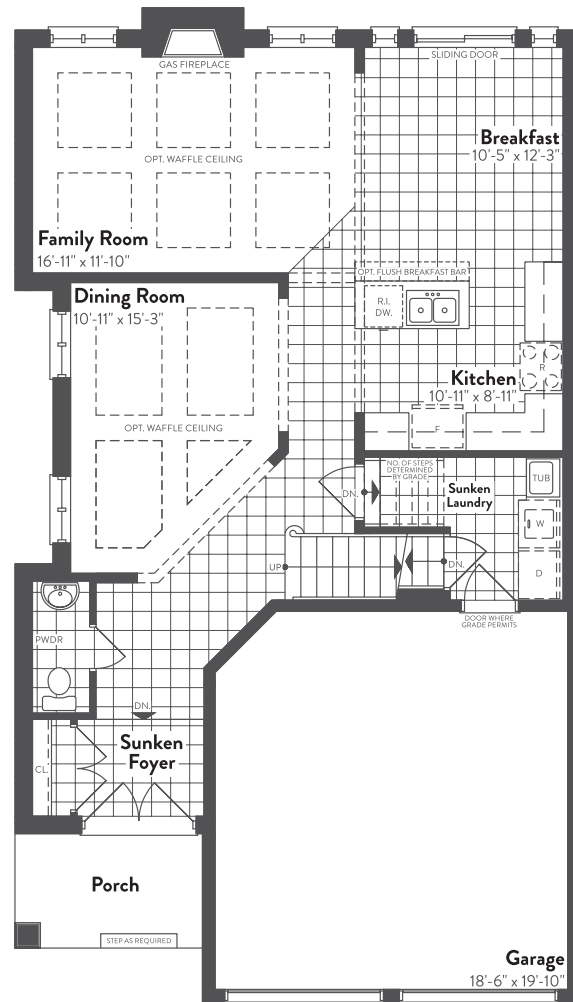 GAS FIREPLACE
SLIDING DOOR
Breakfast
10'-5" x 12'-3"
OPT. WAFFLE CEILING
Family Room
16'-11" x 11'-10"
OPT. FLUSH BREAKFAST BAR
Dining Room
10'-11" x 15'-3"
R.I.
DW.
R
Kitchen
10'-11" x 8'-11"
F
OPT. WAFFLE CEILING
NO. OF STEPS
DETERMINED
BY GRADE
DN.
Sunken
Laundry
TUB
W
UP
DN.
D
DOOR WHERE
GRADE PERMITS
PWDR
DN.
Sunken
Foyer
CL.
Porch
STEP AS REQUIRED
Garage
18'-6" x 19'-10"